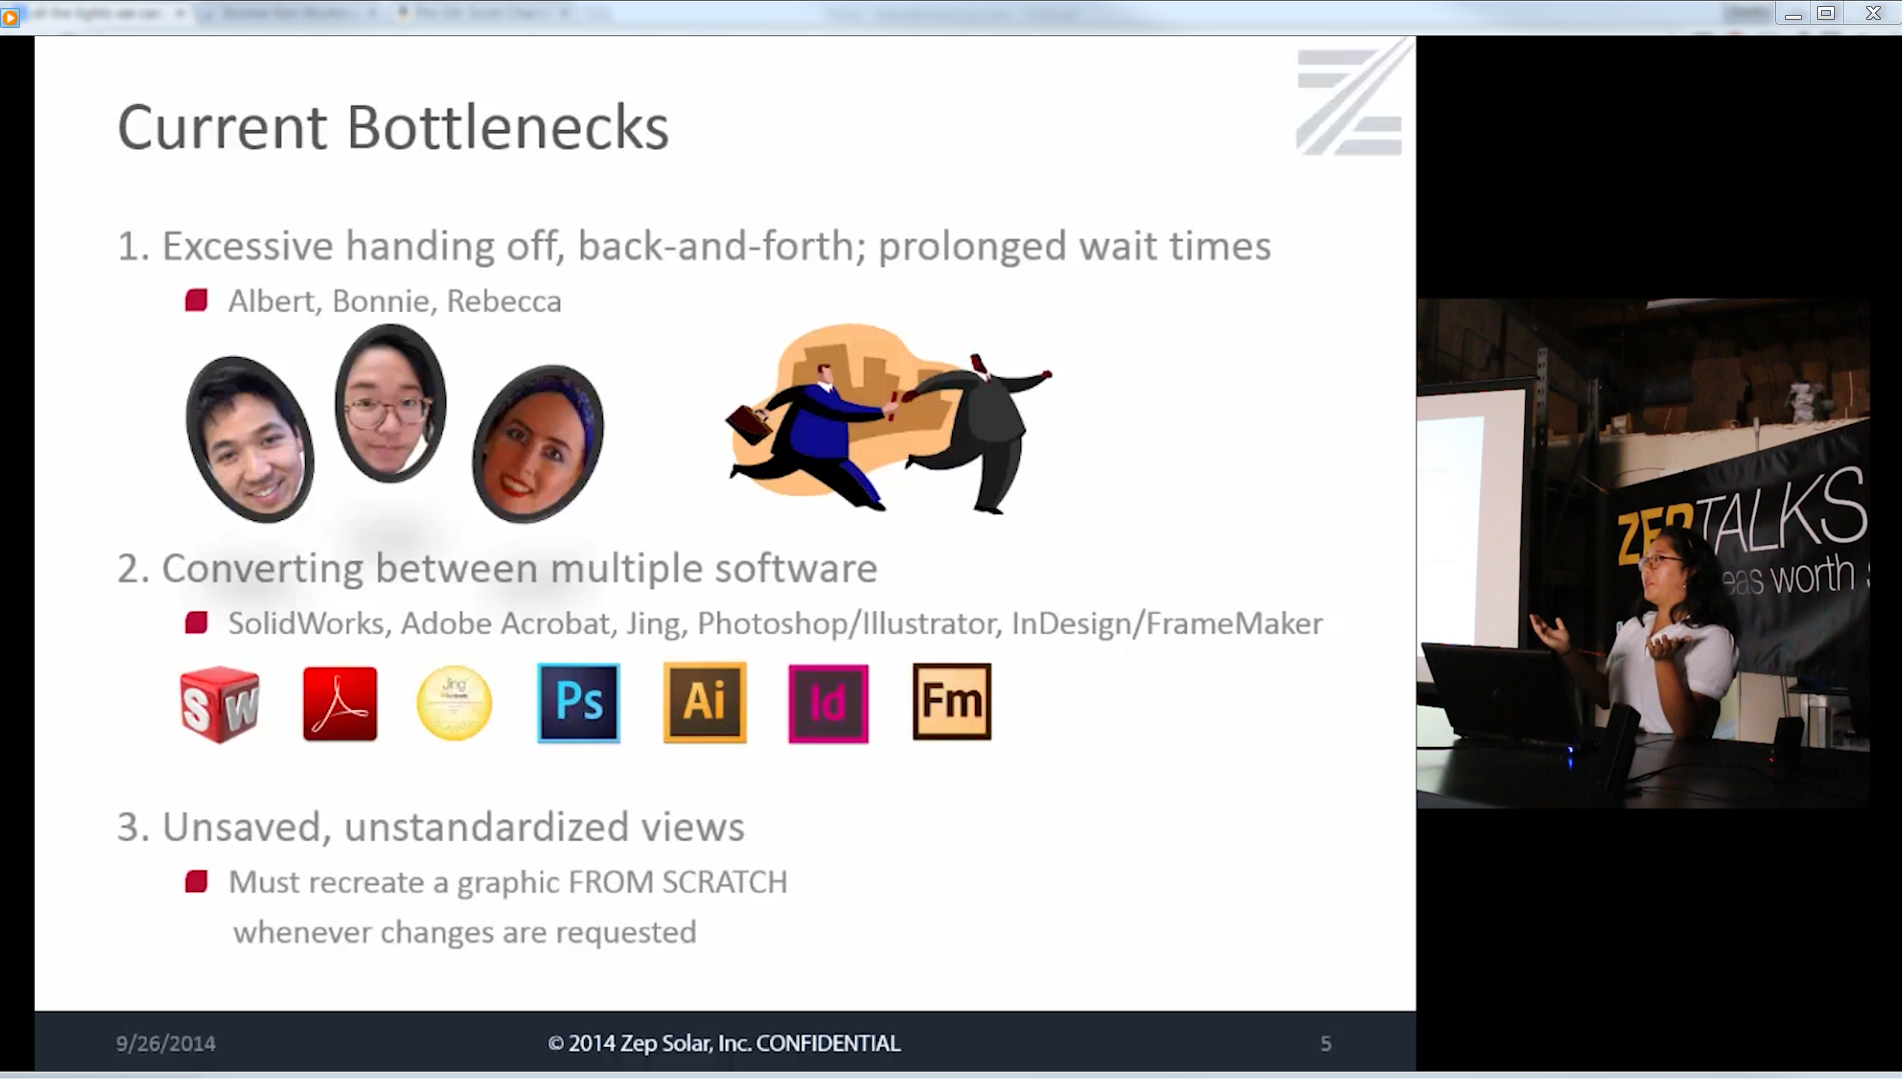 Current Bottlenecks
1. Excessive handing off, back-and-forth; prolonged wait times
Albert, Bonnie, Rebecca
2. Converting between multiple software
SolidWorks, Adobe Acrobat, Jing, Photoshop/Illustrator, InDesign/FrameMaker
SW
Jing
Ps
Ai
Id
Fm
3. Unsaved, unstandardized views
Must recreate a graphic FROM SCRATCH
whenever changes are requested
9/26/2014
© 2014 Zep Solar, Inc. CONFIDENTIAL
5
ZEPTALKS
eas worth